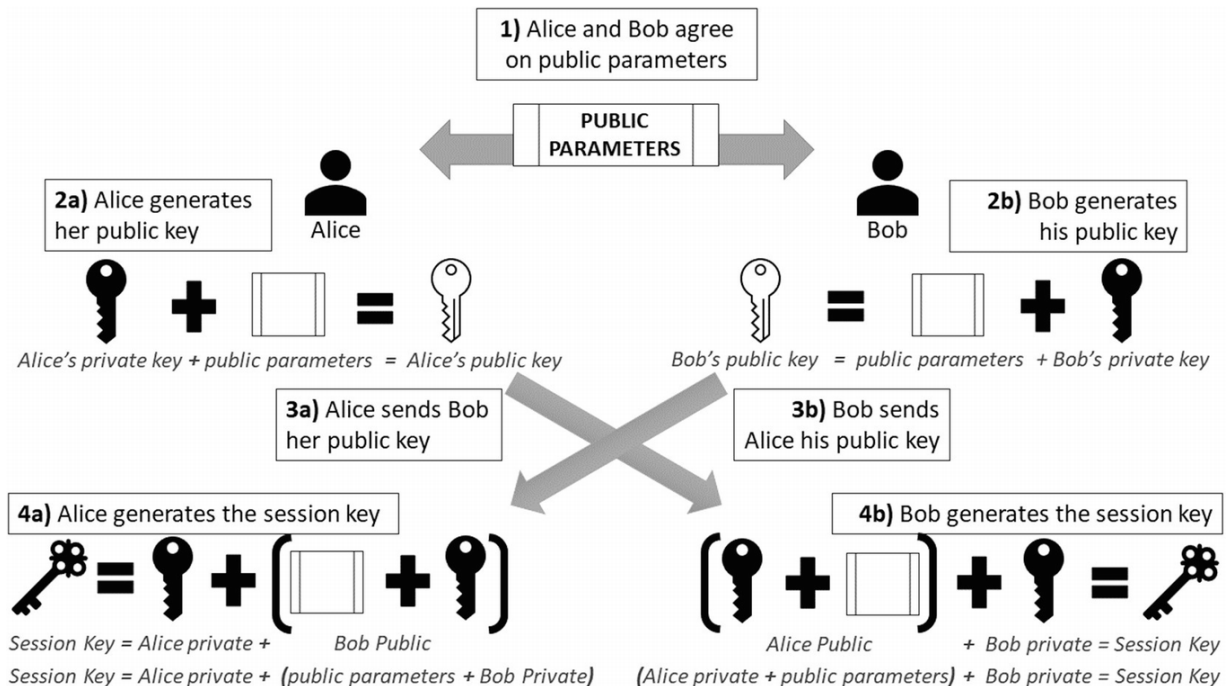 1) Alice and Bob agree
on public parameters
PUBLIC
PARAMETERS
2a) Alice generates
her public key
Alice
Bob
2b) Bob generates
his public key
Alice's private key + public parameters = Alice's public key
Bob's public key = public parameters + Bob's private key
3a) Alice sends Bob
her public key
3b) Bob sends
Alice his public key
4a) Alice generates the session key
4b) Bob generates the session key
Session Key = Alice private + Bob Public
Session Key = Alice private + (public parameters + Bob Private)
Alice Public + Bob private = Session Key
(Alice private + public parameters) + Bob private = Session Key